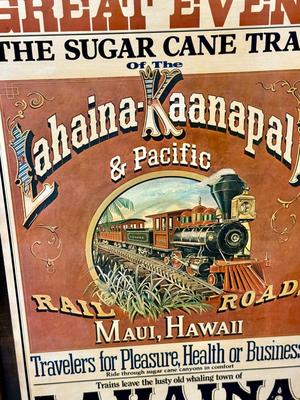 GREAT EVEN
THE SUGAR CANE TRA
Of The
Lahaina-Kaanapali
& Pacific
RAIL ROAD
MAUI, HAWAII
Travelers for Pleasure, Health or Business
Ride through sugar cane canyons in comfort
Trains leave the lusty old whaling town of
LAHAINA